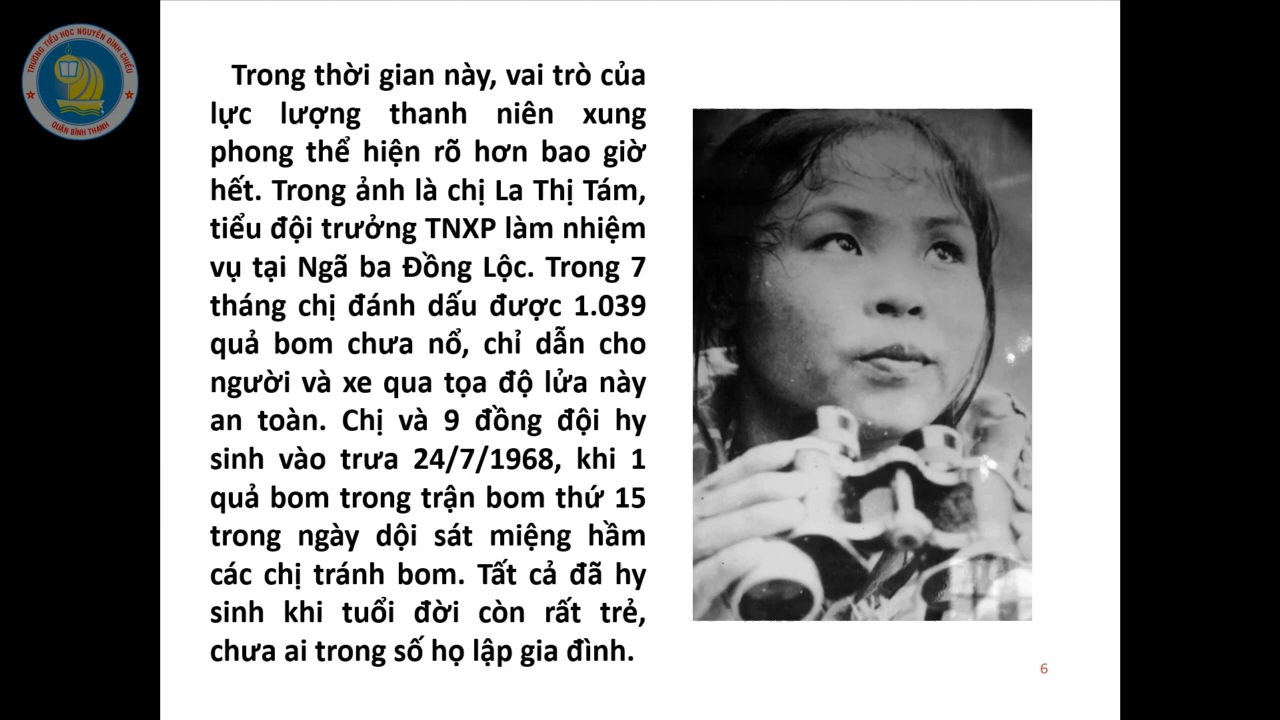 TRƯỜNG TIỂU HỌC NGUYỄN ĐÌNH CHIỂU
QUẬN BÌNH THẠNH
Trong thời gian này, vai trò của
lực lượng thanh niên xung
phong thể hiện rõ hơn bao giờ
hết. Trong ảnh là chị La Thị Tám,
tiểu đội trưởng TNXP làm nhiệm
vụ tại Ngã ba Đồng Lộc. Trong 7
tháng chị đánh dấu được 1.039
quả bom chưa nổ, chỉ dẫn cho
người và xe qua tọa độ lửa này
an toàn. Chị và 9 đồng đội hy
sinh vào trưa 24/7/1968, khi 1
quả bom trong trận bom thứ 15
trong ngày dội sát miệng hầm
các chị tránh bom. Tất cả đã hy
sinh khi tuổi đời còn rất trẻ,
chưa ai trong số họ lập gia đình.
6